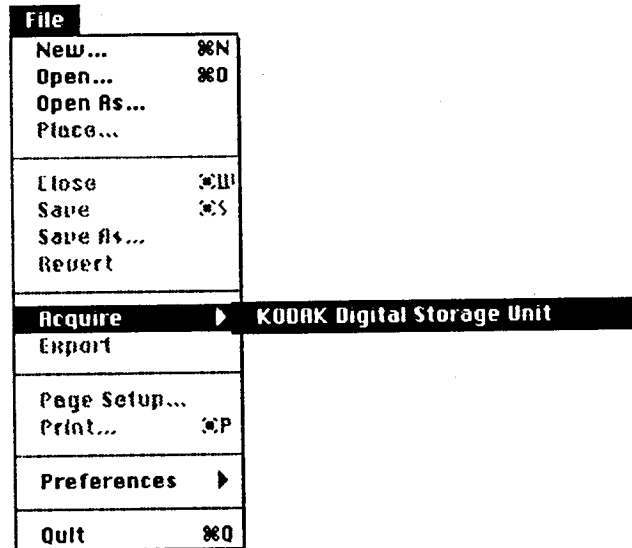 File
New... ⌘N
Open... ⌘O
Open As...
Place...
Close ⌘W
Save ⌘S
Save As...
Revert
Acquire ▶ KODAK Digital Storage Unit
Export
Page Setup...
Print... ⌘P
Preferences ▶
Quit ⌘Q